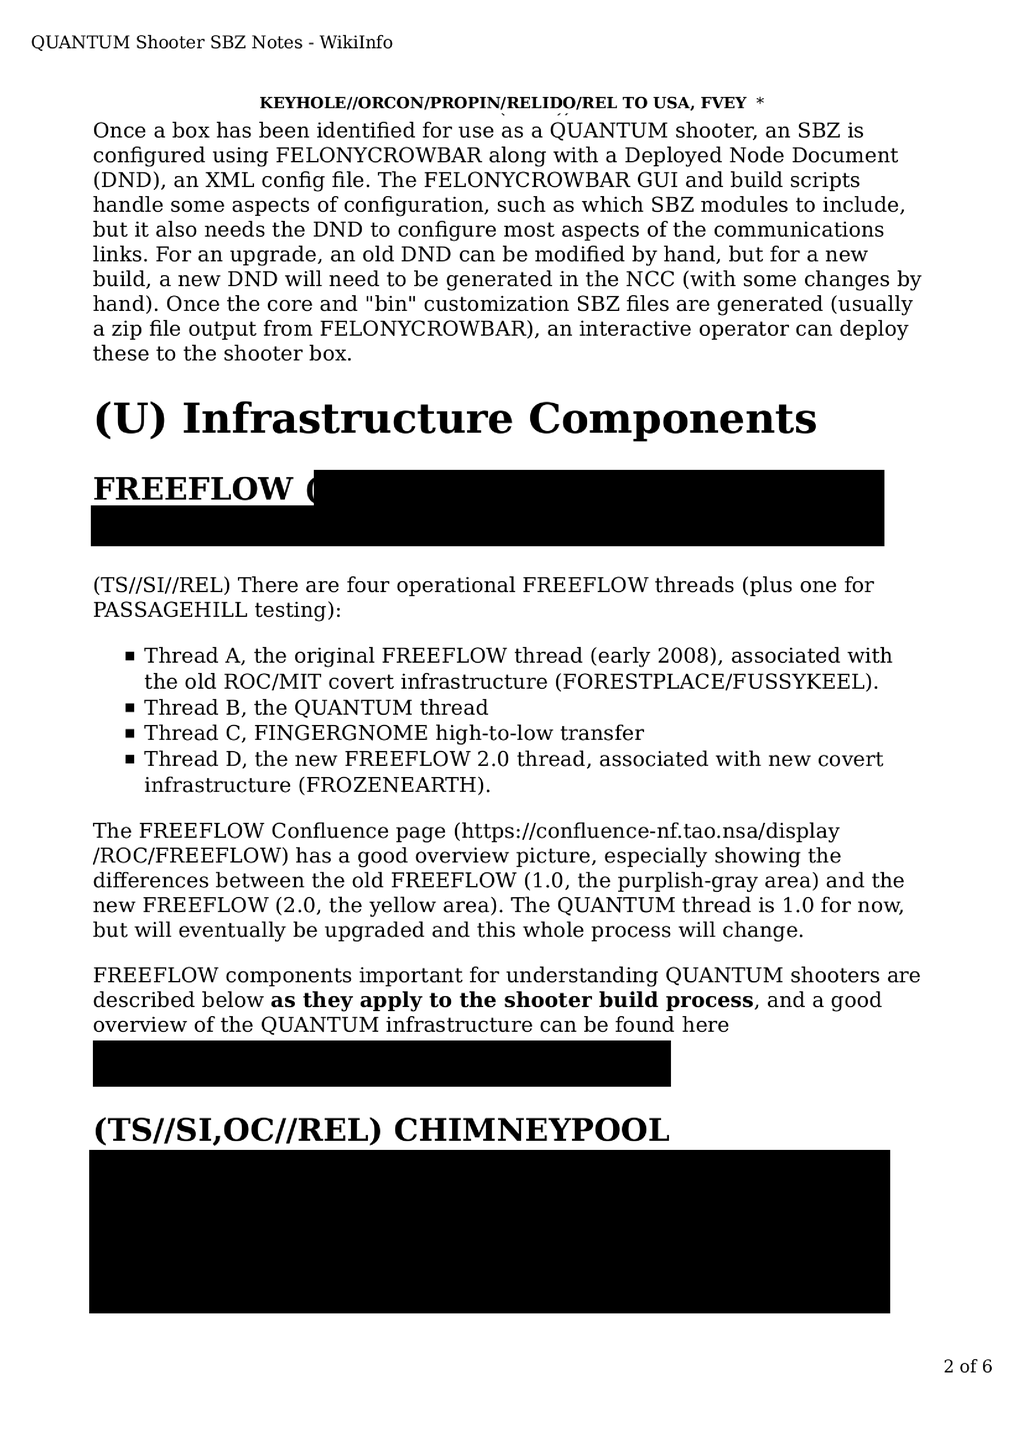 QUANTUM Shooter SBZ Notes - WikiInfo
KEYHOLE//ORCON/PROPIN/RELIDO/REL TO USA, FVEY *
Once a box has been identified for use as a QUANTUM shooter, an SBZ is
configured using FELONYCROWBAR along with a Deployed Node Document
(DND), an XML config file. The FELONYCROWBAR GUI and build scripts
handle some aspects of configuration, such as which SBZ modules to include,
but it also needs the DND to configure most aspects of the communications
links. For an upgrade, an old DND can be modified by hand, but for a new
build, a new DND will need to be generated in the NCC (with some changes by
hand). Once the core and "bin" customization SBZ files are generated (usually
a zip file output from FELONYCROWBAR), an interactive operator can deploy
these to the shooter box.
(U) Infrastructure Components
FREEFLOW (
(TS//SI//REL) There are four operational FREEFLOW threads (plus one for
PASSAGEHILL testing):
▪ Thread A, the original FREEFLOW thread (early 2008), associated with
the old ROC/MIT covert infrastructure (FORESTPLACE/FUSSYKEEL).
▪ Thread B, the QUANTUM thread
▪ Thread C, FINGERGNOME high-to-low transfer
▪ Thread D, the new FREEFLOW 2.0 thread, associated with new covert
infrastructure (FROZENEARTH).
The FREEFLOW Confluence page (https://confluence-nf.tao.nsa/display
/ROC/FREEFLOW) has a good overview picture, especially showing the
differences between the old FREEFLOW (1.0, the purplish-gray area) and the
new FREEFLOW (2.0, the yellow area). The QUANTUM thread is 1.0 for now,
but will eventually be upgraded and this whole process will change.
FREEFLOW components important for understanding QUANTUM shooters are
described below as they apply to the shooter build process, and a good
overview of the QUANTUM infrastructure can be found here
(TS//SI,OC//REL) CHIMNEYPOOL
2 of 6